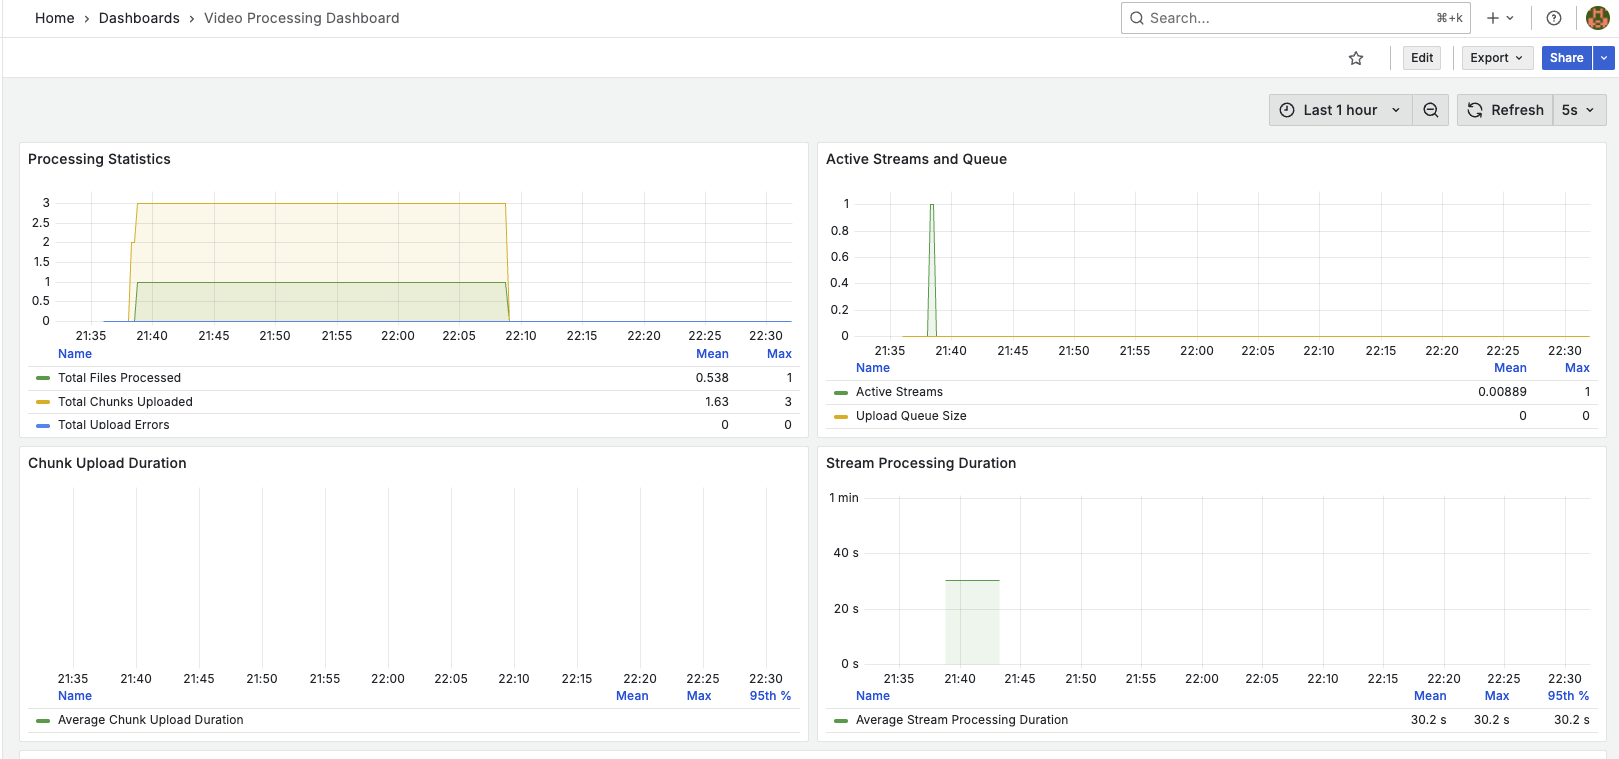 Home › Dashboards › Video Processing Dashboard
Search... ⌘+k
Edit Export Share
Last 1 hour Refresh 5s
Processing Statistics
3
2.5
2
1.5
1
0.5
0
21:35 21:40 21:45 21:50 21:55 22:00 22:05 22:10 22:15 22:20 22:25 22:30
Name Mean Max
Total Files Processed 0.538 1
Total Chunks Uploaded 1.63 3
Total Upload Errors 0 0
Active Streams and Queue
1
0.8
0.6
0.4
0.2
0
21:35 21:40 21:45 21:50 21:55 22:00 22:05 22:10 22:15 22:20 22:25 22:30
Name Mean Max
Active Streams 0.00889 1
Upload Queue Size 0 0
Chunk Upload Duration
21:35 21:40 21:45 21:50 21:55 22:00 22:05 22:10 22:15 22:20 22:25 22:30
Name Mean Max 95th %
Average Chunk Upload Duration
Stream Processing Duration
1 min
40 s
20 s
0 s
21:35 21:40 21:45 21:50 21:55 22:00 22:05 22:10 22:15 22:20 22:25 22:30
Name Mean Max 95th %
Average Stream Processing Duration 30.2 s 30.2 s 30.2 s